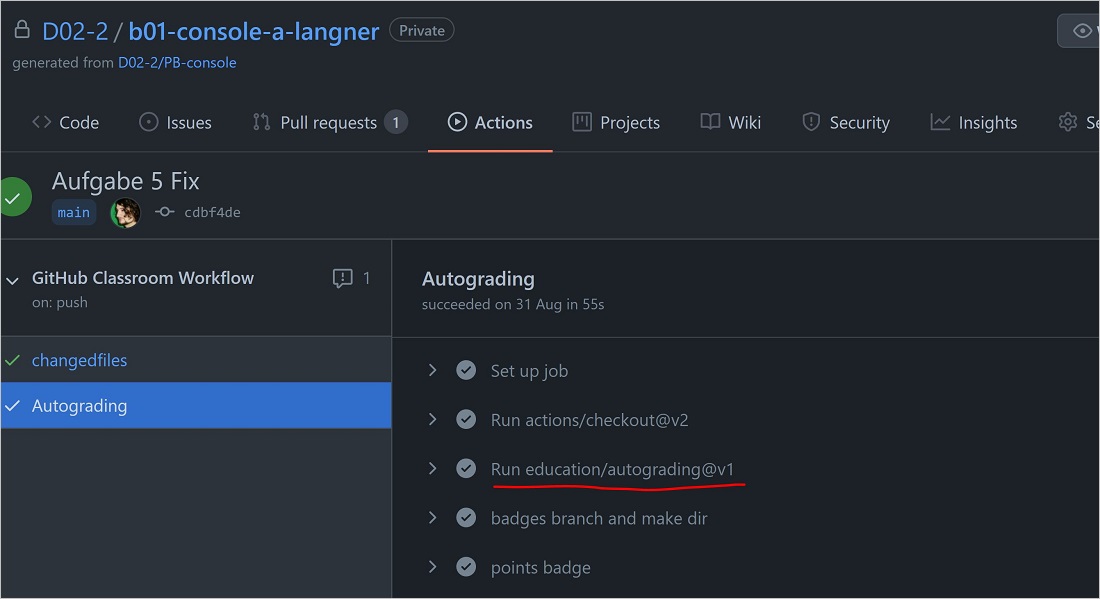 D02-2 / b01-console-a-langner Private
generated from D02-2/PB-console
Code Issues Pull requests 1 Actions Projects Wiki Security Insights
Aufgabe 5 Fix
main cdbf4de
GitHub Classroom Workflow 1
on: push
changedfiles
Autograding
Autograding
succeeded on 31 Aug in 55s
Set up job
Run actions/checkout@v2
Run education/autograding@v1
badges branch and make dir
points badge